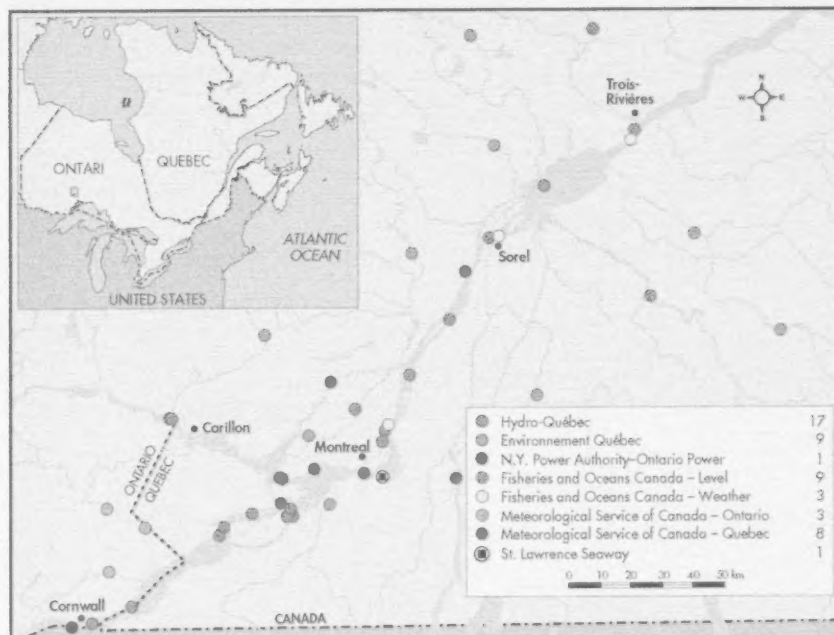 ONTARI
QUEBEC
ATLANTIC
OCEAN
UNITED STATES
Trois-
Rivières
N
W E
S
Sorel
Carillon
Montreal
ONTARIO
QUEBEC
Cornwall
CANADA
Hydro-Québec 17
Environnement Québec 9
N.Y. Power Authority–Ontario Power 1
Fisheries and Oceans Canada – Level 9
Fisheries and Oceans Canada – Weather 3
Meteorological Service of Canada – Ontario 3
Meteorological Service of Canada – Quebec 8
St. Lawrence Seaway 1
0 10 20 30 40 50 km